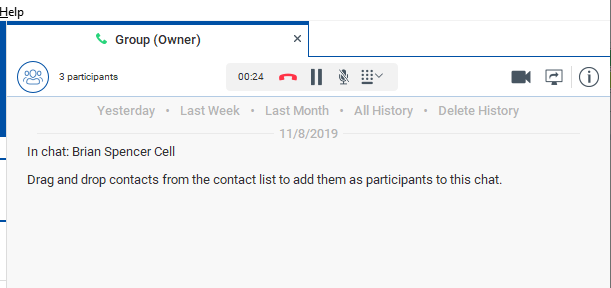 Help
Group (Owner)
3 participants
00:24
Yesterday • Last Week • Last Month • All History • Delete History
11/8/2019
In chat: Brian Spencer Cell
Drag and drop contacts from the contact list to add them as participants to this chat.